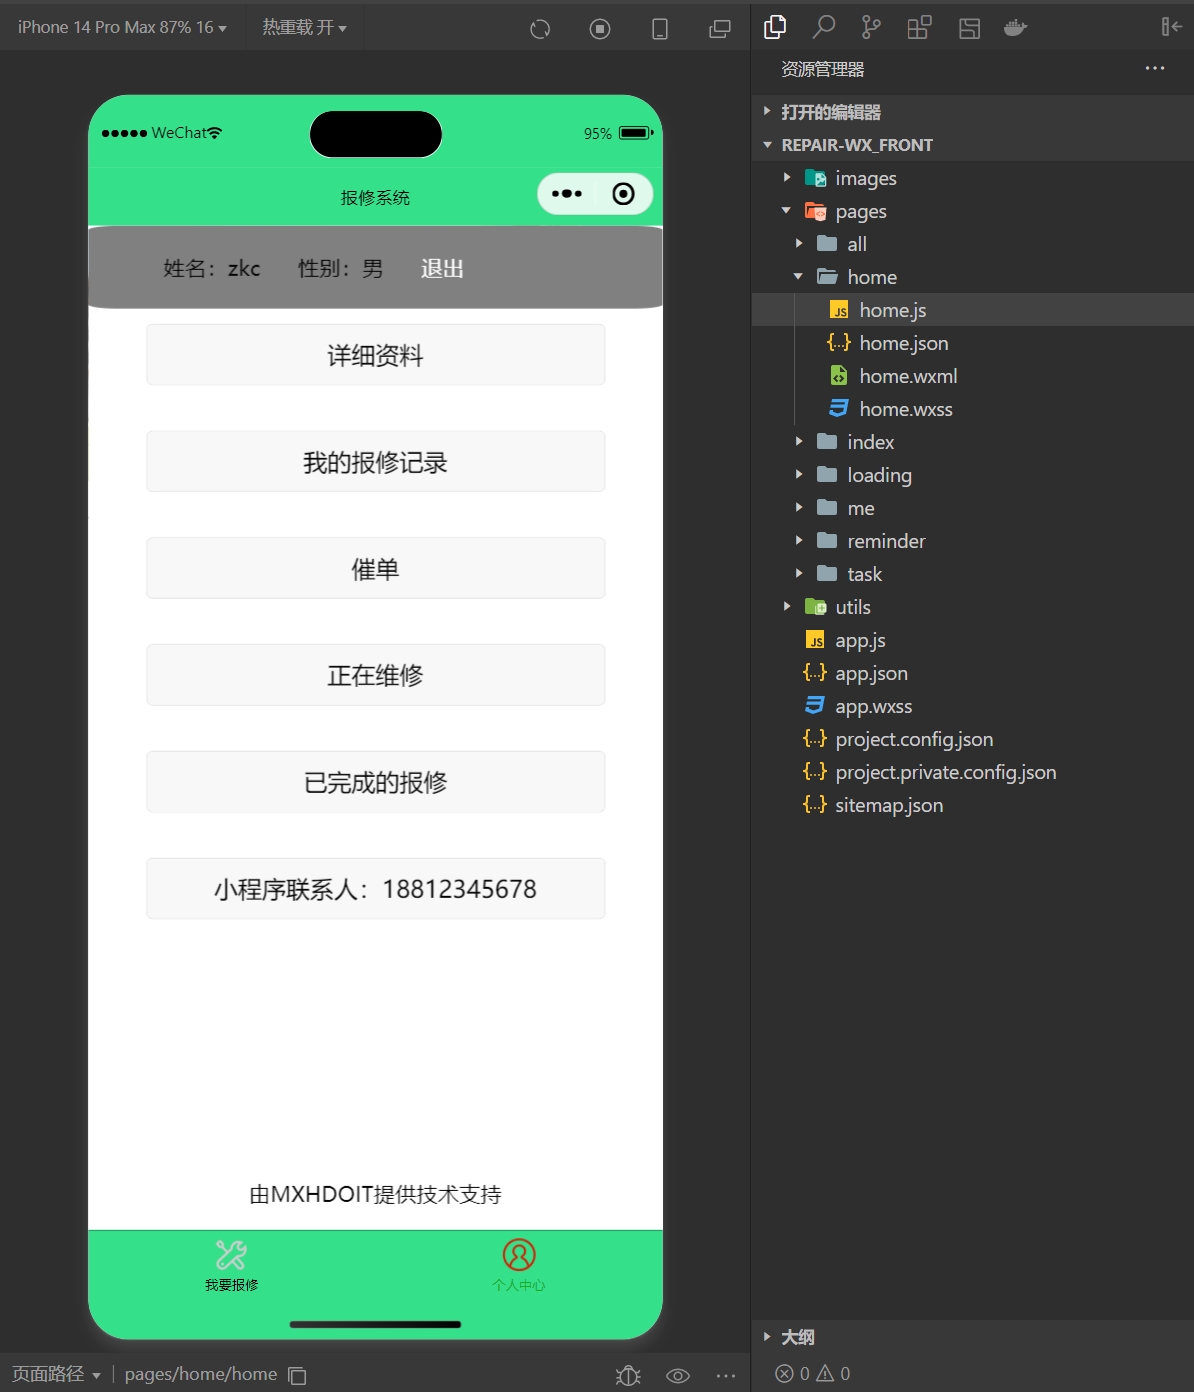 iPhone 14 Pro Max 87% 16
热重载 开
WeChat
95%
报修系统
姓名：zkc 性别：男 退出
详细资料
我的报修记录
催单
正在维修
已完成的报修
小程序联系人：18812345678
由MXHDOIT提供技术支持
我要报修
个人中心
页面路径
pages/home/home
资源管理器
打开的编辑器
REPAIR-WX_FRONT
images
pages
all
home
home.js
home.json
home.wxml
home.wxss
index
loading
me
reminder
task
utils
app.js
app.json
app.wxss
project.config.json
project.private.config.json
sitemap.json
大纲
0 0